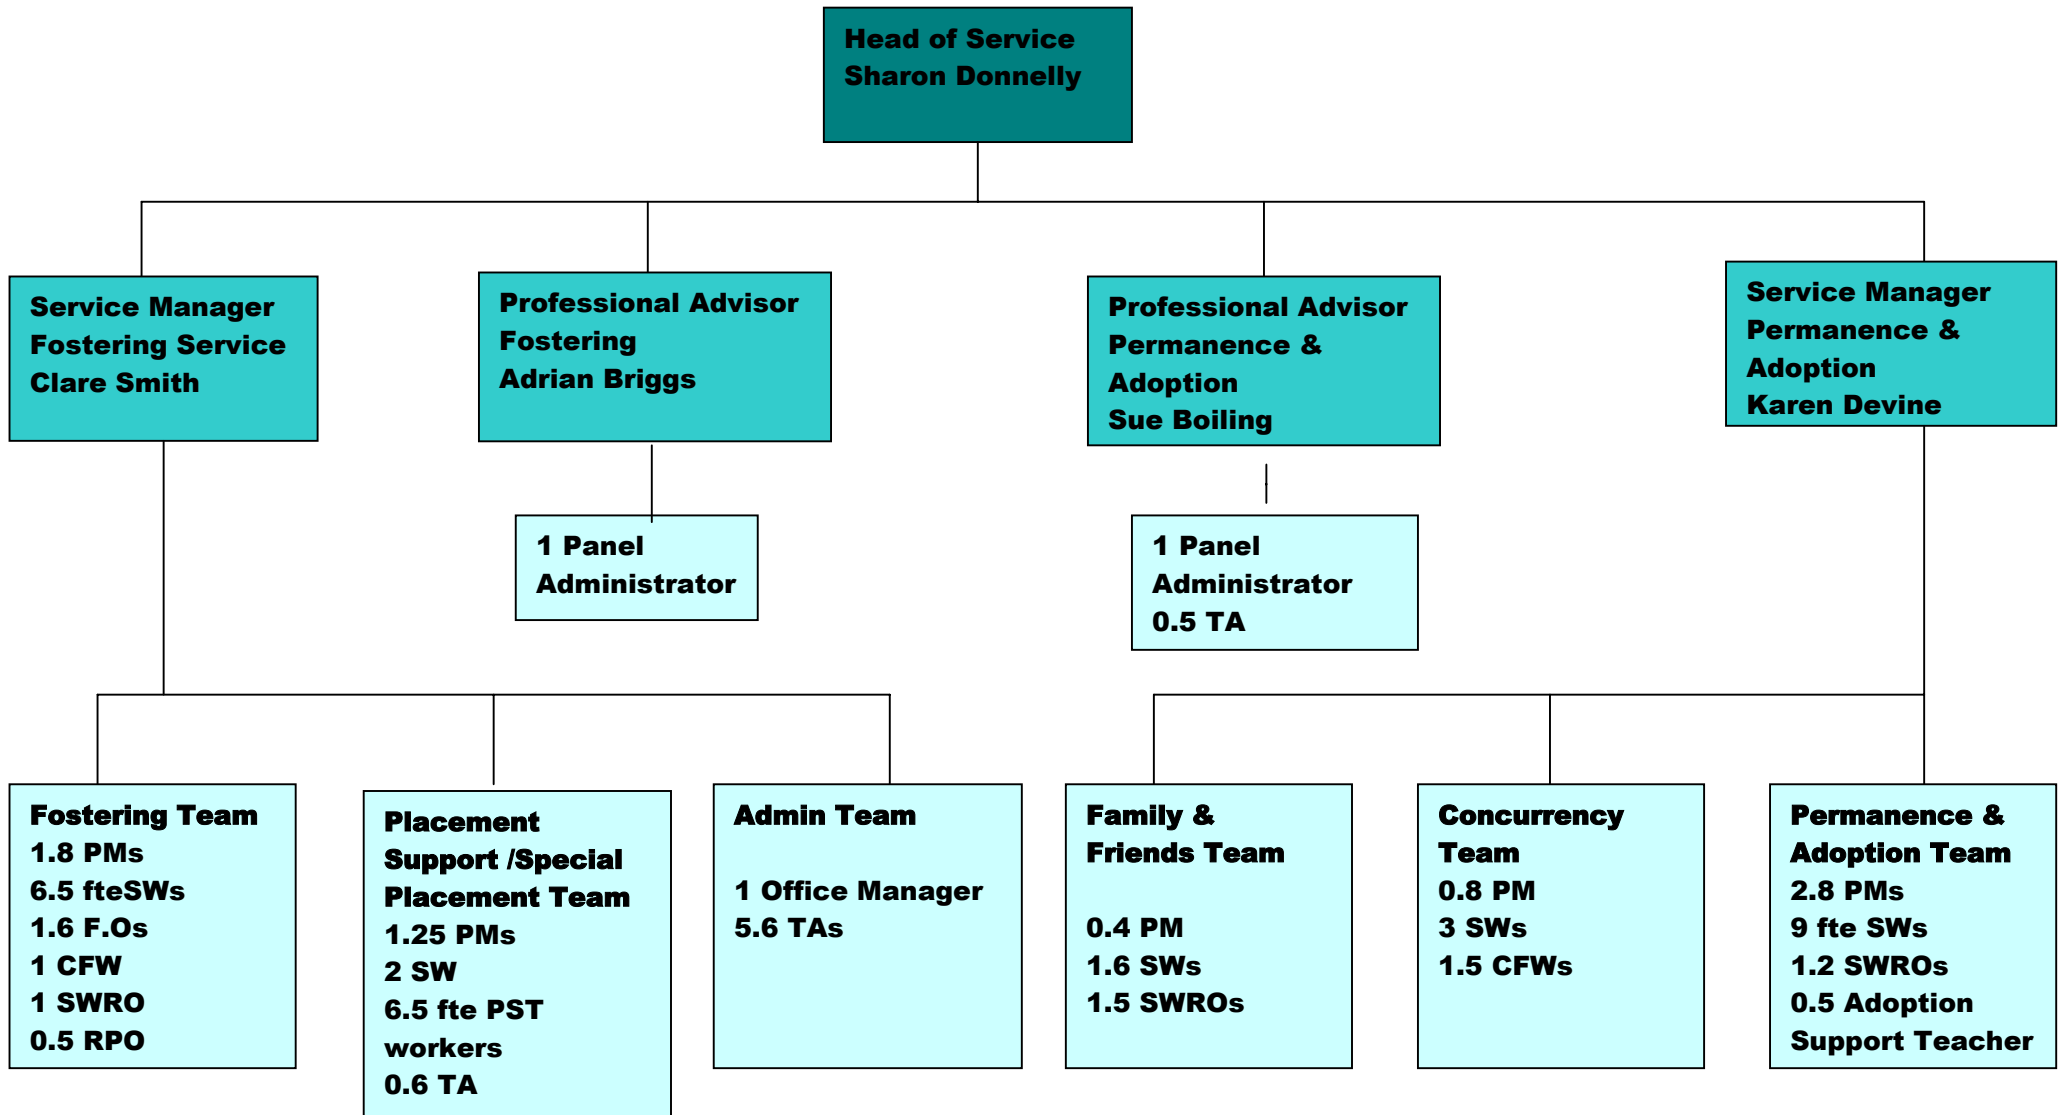 Head of Service
Sharon Donnelly
Service Manager
Fostering Service
Clare Smith
Professional Advisor
Fostering
Adrian Briggs
Professional Advisor
Permanence &
Adoption
Sue Boiling
Service Manager
Permanence &
Adoption
Karen Devine
1 Panel
Administrator
1 Panel
Administrator
0.5 TA
Fostering Team
1.8 PMs
6.5 fteSWs
1.6 F.Os
1 CFW
1 SWRO
0.5 RPO
Placement
Support /Special
Placement Team
1.25 PMs
2 SW
6.5 fte PST
workers
0.6 TA
Admin Team
1 Office Manager
5.6 TAs
Family &
Friends Team
0.4 PM
1.6 SWs
1.5 SWROs
Concurrency
Team
0.8 PM
3 SWs
1.5 CFWs
Permanence &
Adoption Team
2.8 PMs
9 fte SWs
1.2 SWROs
0.5 Adoption
Support Teacher